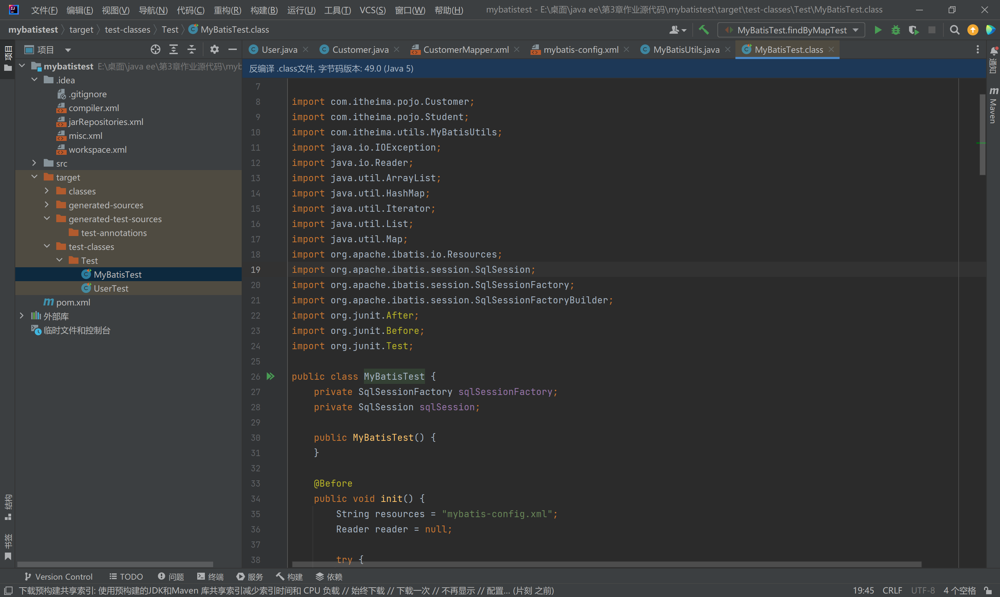 文件(F) 编辑(E) 视图(V) 导航(N) 代码(C) 重构(R) 构建(B) 运行(U) 工具(T) VCS(S) 窗口(W) 帮助(H) mybatistest - E:\桌面\java ee\第3章作业源代码\mybatistest\target\test-classes\Test\MyBatisTest.class
mybatistest target test-classes Test MyBatisTest.class MyBatisTest.findByMapTest
项目
项目
User.java Customer.java CustomerMapper.xml mybatis-config.xml MyBatisUtils.java MyBatisTest.class
通知
Maven
mybatistest E:\桌面\java ee\第3章作业源代码\myb
.idea
.gitignore
compiler.xml
jarRepositories.xml
misc.xml
workspace.xml
src
target
classes
generated-sources
generated-test-sources
test-annotations
test-classes
Test
MyBatisTest
UserTest
pom.xml
外部库
临时文件和控制台
反编译 .class文件, 字节码版本: 49.0 (Java 5)
7
8 import com.itheima.pojo.Customer;
9 import com.itheima.pojo.Student;
10 import com.itheima.utils.MyBatisUtils;
11 import java.io.IOException;
12 import java.io.Reader;
13 import java.util.ArrayList;
14 import java.util.HashMap;
15 import java.util.Iterator;
16 import java.util.List;
17 import java.util.Map;
18 import org.apache.ibatis.io.Resources;
19 import org.apache.ibatis.session.SqlSession;
20 import org.apache.ibatis.session.SqlSessionFactory;
21 import org.apache.ibatis.session.SqlSessionFactoryBuilder;
22 import org.junit.After;
23 import org.junit.Before;
24 import org.junit.Test;
25
26 public class MyBatisTest {
27 private SqlSessionFactory sqlSessionFactory;
28 private SqlSession sqlSession;
29
30 public MyBatisTest() {
31 }
32
33 @Before
34 public void init() {
35 String resources = "mybatis-config.xml";
36 Reader reader = null;
37
38 try {
结构
书签
Version Control TODO 问题 终端 服务 构建 依赖
下载预构建共享索引: 使用预构建的JDK和Maven 库共享索引减少索引时间和 CPU 负载 // 始终下载 // 下载一次 // 不再显示 // 配置... (片刻 之前) 19:45 CRLF UTF-8 4 个空格